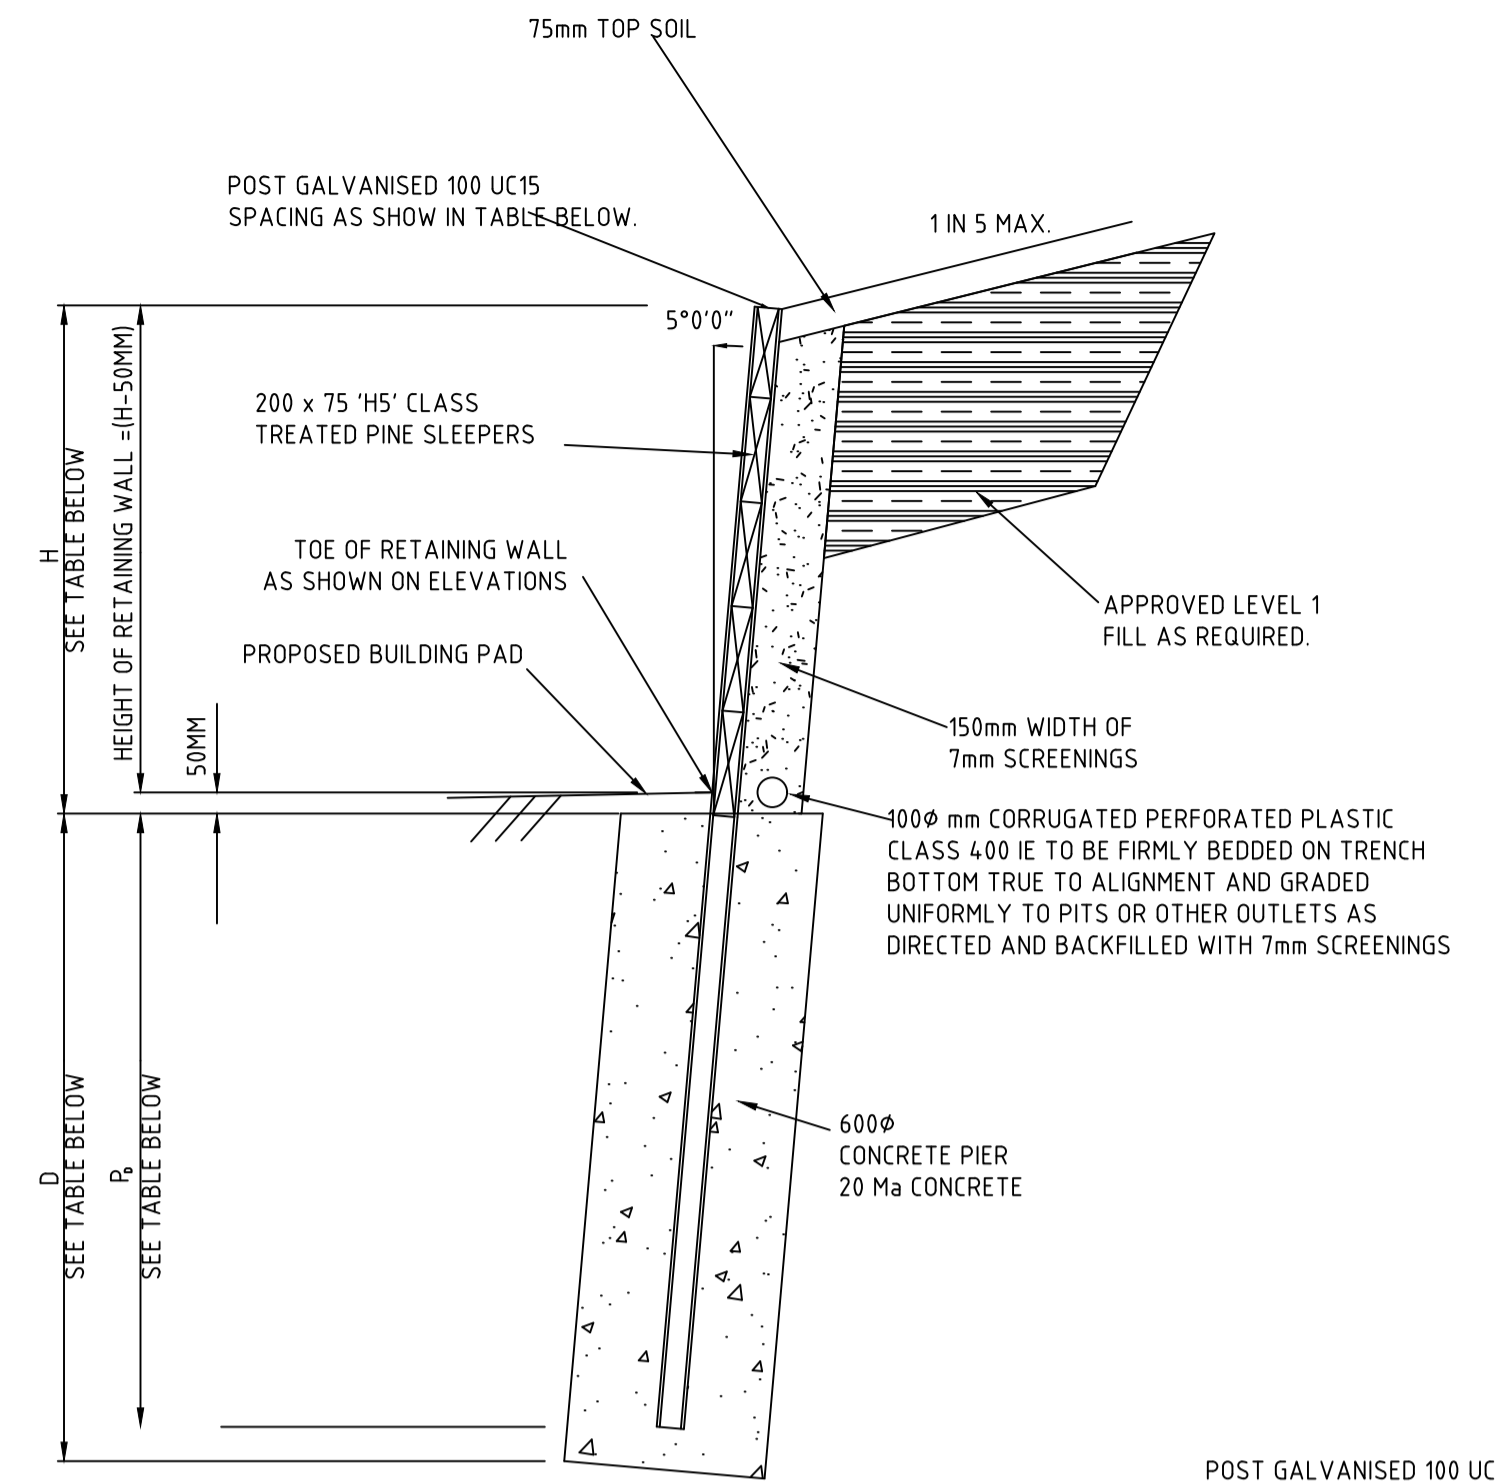 75mm TOP SOIL
POST GALVANISED 100 UC15
SPACING AS SHOW IN TABLE BELOW.
1 IN 5 MAX.
5°0'0"
200 x 75 'H5' CLASS
TREATED PINE SLEEPERS
H
SEE TABLE BELOW
HEIGHT OF RETAINING WALL =(H-50MM)
50MM
TOE OF RETAINING WALL
AS SHOWN ON ELEVATIONS
PROPOSED BUILDING PAD
APPROVED LEVEL 1
FILL AS REQUIRED.
150mm WIDTH OF
7mm SCREENINGS
100Ø mm CORRUGATED PERFORATED PLASTIC
CLASS 400 IE TO BE FIRMLY BEDDED ON TRENCH
BOTTOM TRUE TO ALIGNMENT AND GRADED
UNIFORMLY TO PITS OR OTHER OUTLETS AS
DIRECTED AND BACKFILLED WITH 7mm SCREENINGS
D
SEE TABLE BELOW
P_D
SEE TABLE BELOW
600Ø
CONCRETE PIER
20 Ma CONCRETE
POST GALVANISED 100 UC